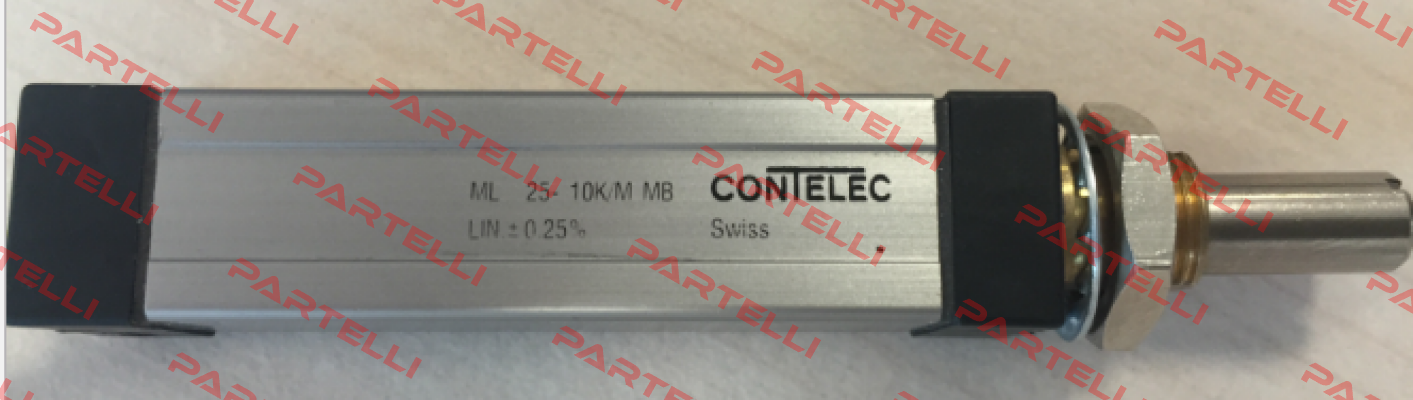 ML 25- 10K/M MB CONTELEC
LIN. ± 0.25% Swiss
PARTELLI